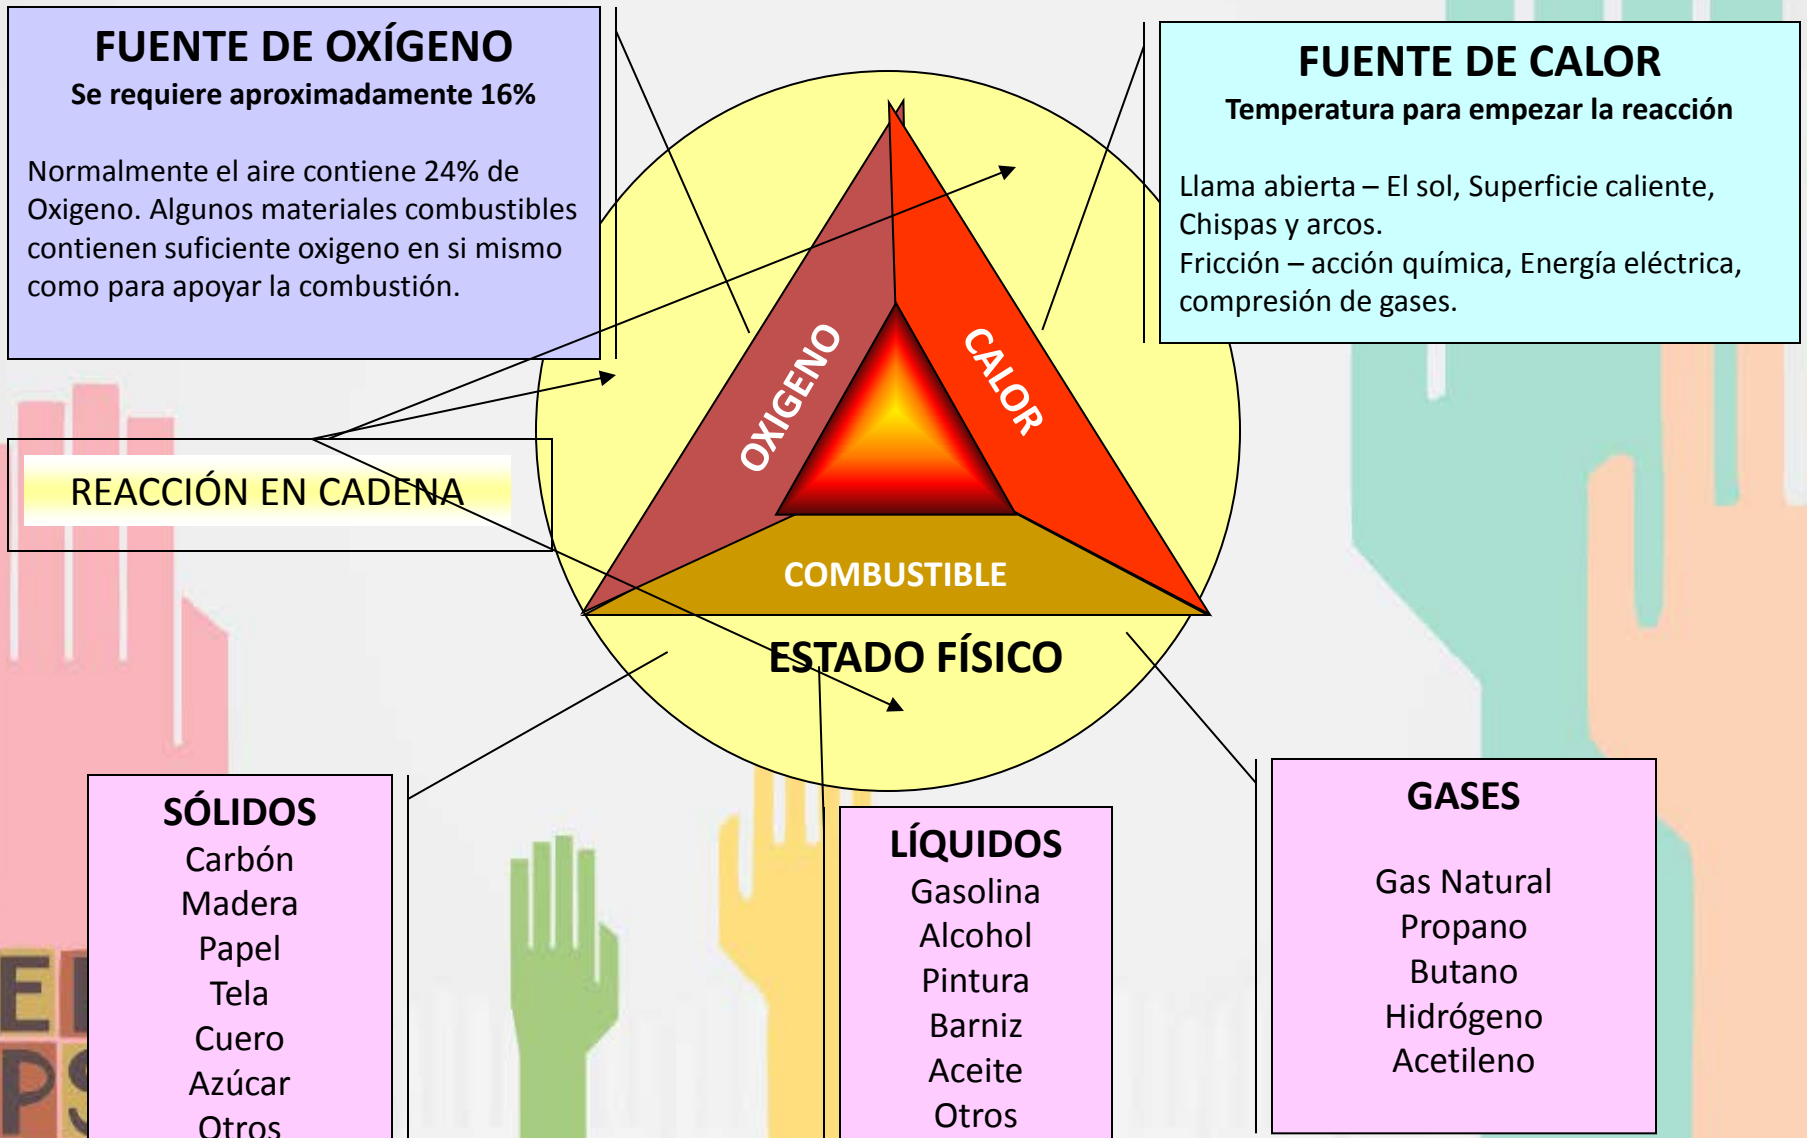 FUENTE DE OXÍGENO
Se requiere aproximadamente 16%
Normalmente el aire contiene 24% de
Oxigeno. Algunos materiales combustibles
contienen suficiente oxigeno en si mismo
como para apoyar la combustión.
FUENTE DE CALOR
Temperatura para empezar la reacción
Llama abierta – El sol, Superficie caliente,
Chispas y arcos.
Fricción – acción química, Energía eléctrica,
compresión de gases.
OXIGENO
CALOR
REACCIÓN EN CADENA
COMBUSTIBLE
ESTADO FÍSICO
SÓLIDOS
Carbón
Madera
Papel
Tela
Cuero
Azúcar
Otros
LÍQUIDOS
Gasolina
Alcohol
Pintura
Barniz
Aceite
Otros
GASES
Gas Natural
Propano
Butano
Hidrógeno
Acetileno